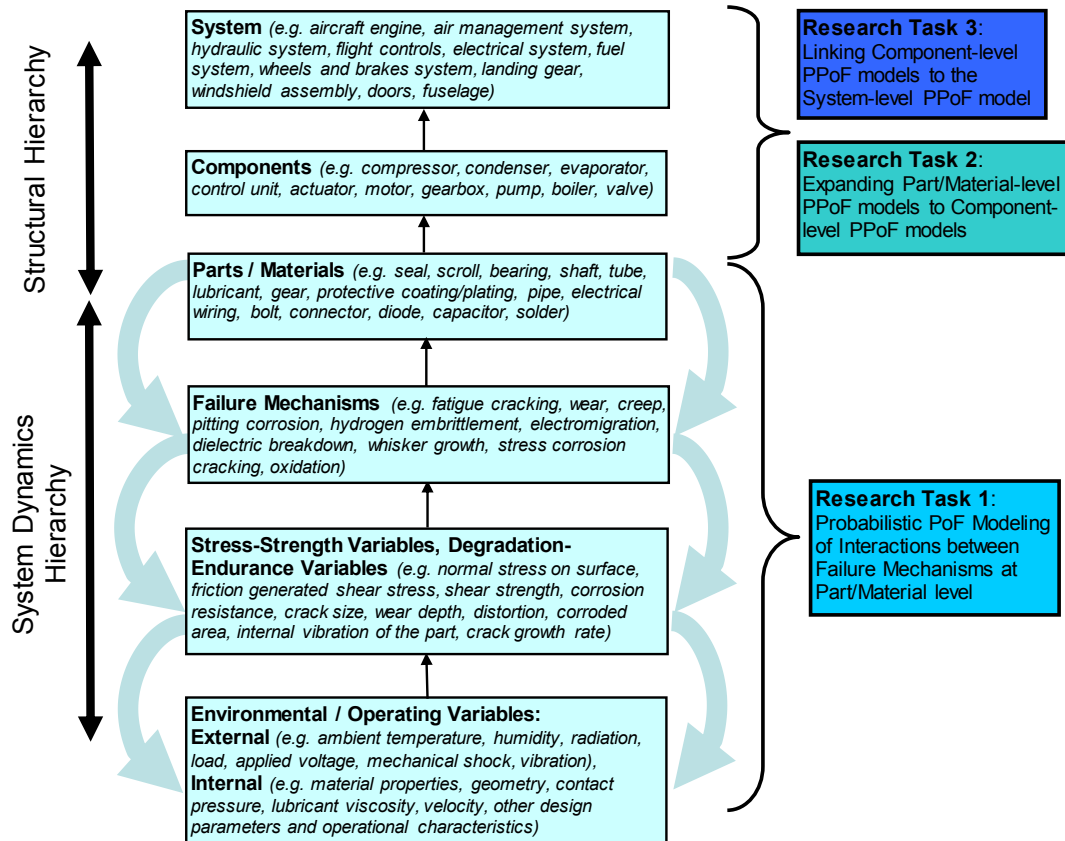 Structural Hierarchy
System Dynamics
Hierarchy
System (e.g. aircraft engine, air management system,
hydraulic system, flight controls, electrical system, fuel
system, wheels and brakes system, landing gear,
windshield assembly, doors, fuselage)
Components (e.g. compressor, condenser, evaporator,
control unit, actuator, motor, gearbox, pump, boiler, valve)
Parts / Materials (e.g. seal, scroll, bearing, shaft, tube,
lubricant, gear, protective coating/plating, pipe, electrical
wiring, bolt, connector, diode, capacitor, solder)
Failure Mechanisms (e.g. fatigue cracking, wear, creep,
pitting corrosion, hydrogen embrittlement, electromigration,
dielectric breakdown, whisker growth, stress corrosion
cracking, oxidation)
Stress-Strength Variables, Degradation-
Endurance Variables (e.g. normal stress on surface,
friction generated shear stress, shear strength, corrosion
resistance, crack size, wear depth, distortion, corroded
area, internal vibration of the part, crack growth rate)
Environmental / Operating Variables:
External (e.g. ambient temperature, humidity, radiation,
load, applied voltage, mechanical shock, vibration),
Internal (e.g. material properties, geometry, contact
pressure, lubricant viscosity, velocity, other design
parameters and operational characteristics)
Research Task 3:
Linking Component-level
PPoF models to the
System-level PPoF model
Research Task 2:
Expanding Part/Material-level
PPoF models to Component-
level PPoF models
Research Task 1:
Probabilistic PoF Modeling
of Interactions between
Failure Mechanisms at
Part/Material level